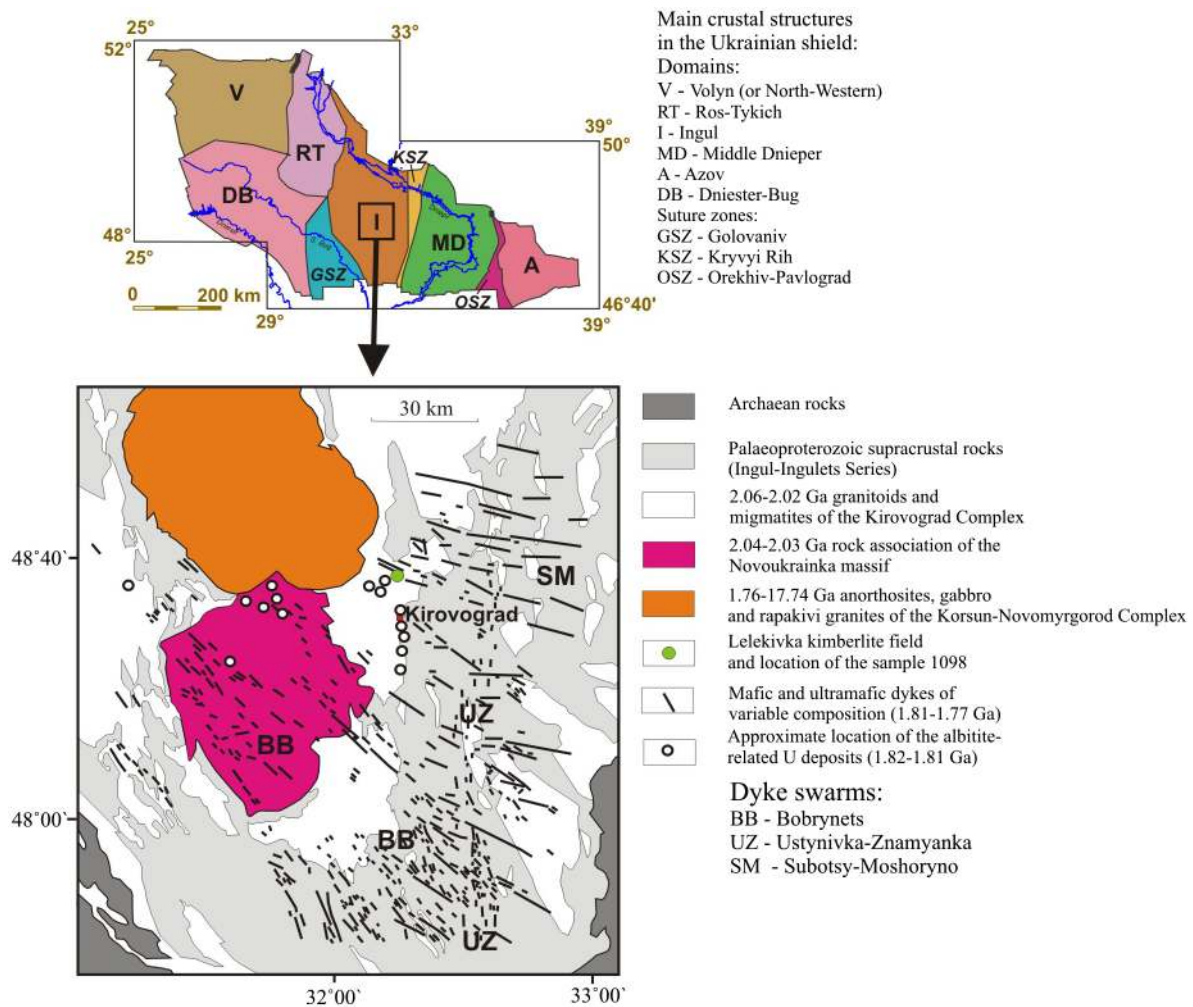 25°
52°
33°
V
RT
KSZ
39°
50°
DB
I
MD
48°
25°
GSZ
A
OSZ
0 200 km
29°
46°40'
39°
Dnieper
S. Bug
Main crustal structures
in the Ukrainian shield:
Domains:
V - Volyn (or North-Western)
RT - Ros-Tykich
I - Ingul
MD - Middle Dnieper
A - Azov
DB - Dniester-Bug
Suture zones:
GSZ - Golovaniv
KSZ - Kryvyi Rih
OSZ - Orekhiv-Pavlograd
30 km
48°40`
SM
Kirovograd
UZ
BB
48°00`
BB
UZ
32°00'
33°00'
Archaean rocks
Palaeoproterozoic supracrustal rocks
(Ingul-Ingulets Series)
2.06-2.02 Ga granitoids and
migmatites of the Kirovograd Complex
2.04-2.03 Ga rock association of the
Novoukrainka massif
1.76-17.74 Ga anorthosites, gabbro
and rapakivi granites of the Korsun-Novomyrgorod Complex
Lelekivka kimberlite field
and location of the sample 1098
Mafic and ultramafic dykes of
variable composition (1.81-1.77 Ga)
Approximate location of the albitite-
related U deposits (1.82-1.81 Ga)
Dyke swarms:
BB - Bobrynets
UZ - Ustynivka-Znamyanka
SM - Subotsy-Moshoryno